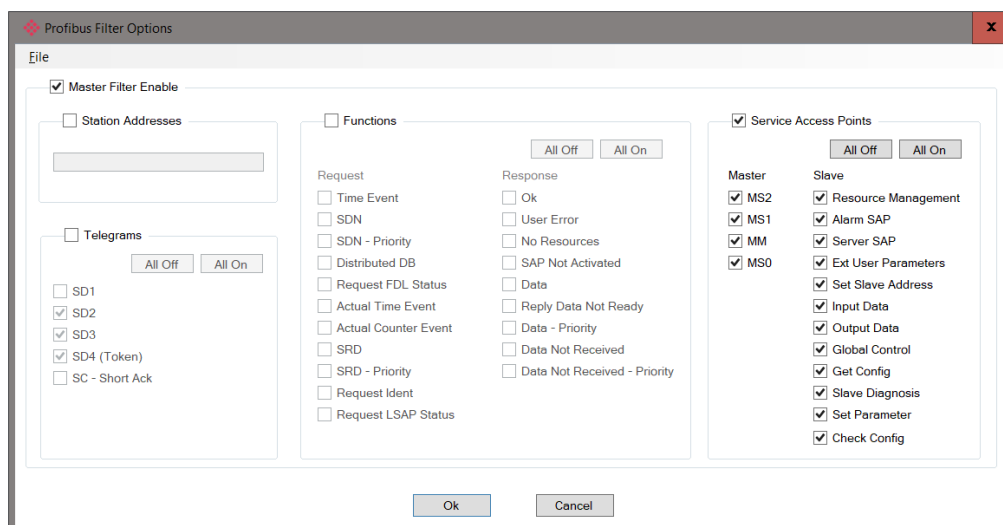 Profibus Filter Options
x
File
Master Filter Enable
Station Addresses
Telegrams
All Off All On
SD1
SD2
SD3
SD4 (Token)
SC - Short Ack
Functions
All Off All On
Request
Time Event
SDN
SDN - Priority
Distributed DB
Request FDL Status
Actual Time Event
Actual Counter Event
SRD
SRD - Priority
Request Ident
Request LSAP Status
Response
Ok
User Error
No Resources
SAP Not Activated
Data
Reply Data Not Ready
Data - Priority
Data Not Received
Data Not Received - Priority
Service Access Points
All Off All On
Master
MS2
MS1
MM
MS0
Slave
Resource Management
Alarm SAP
Server SAP
Ext User Parameters
Set Slave Address
Input Data
Output Data
Global Control
Get Config
Slave Diagnosis
Set Parameter
Check Config
Ok Cancel